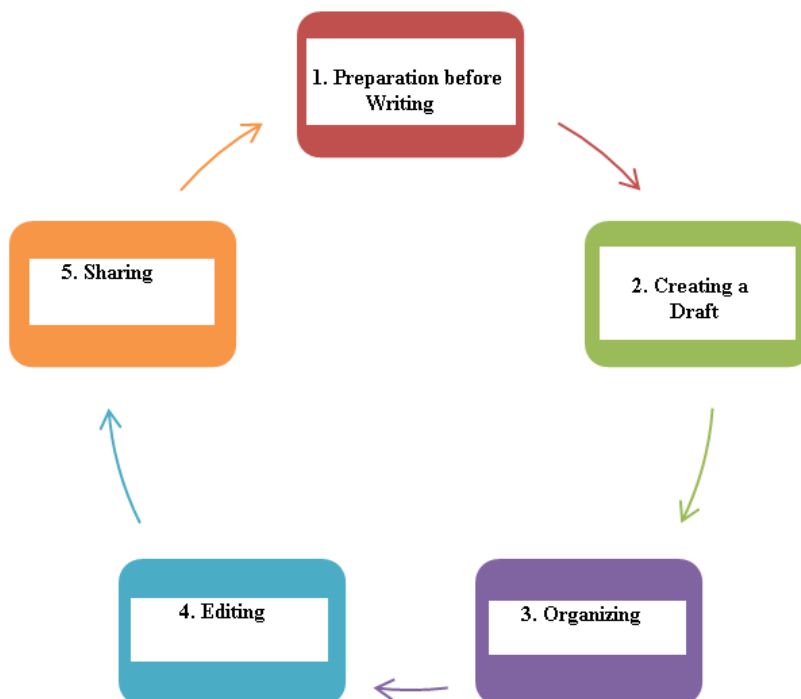 1. Preparation before
Writing
2. Creating a
Draft
3. Organizing
4. Editing
5. Sharing